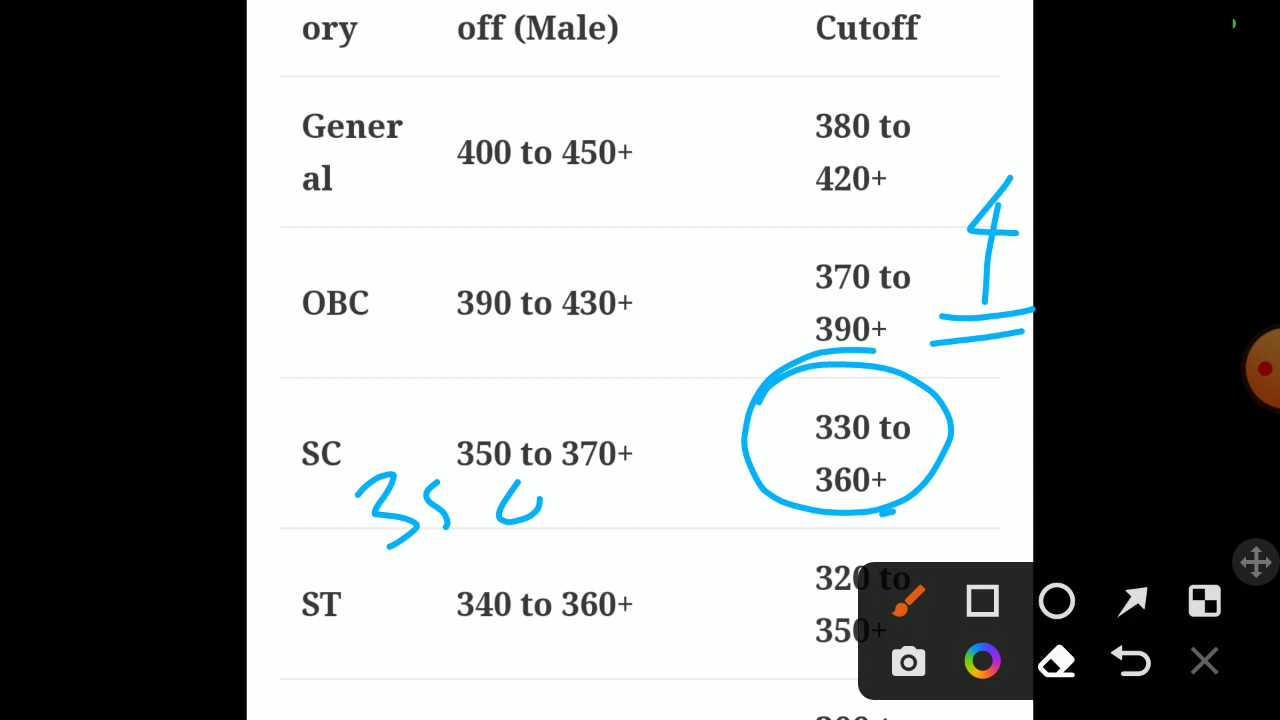 ory off (Male) Cutoff
Gener
al
400 to 450+
380 to
420+
4
OBC
390 to 430+
370 to
390+
SC
350 to 370+
330 to
360+
350
ST
340 to 360+
320 to
350+